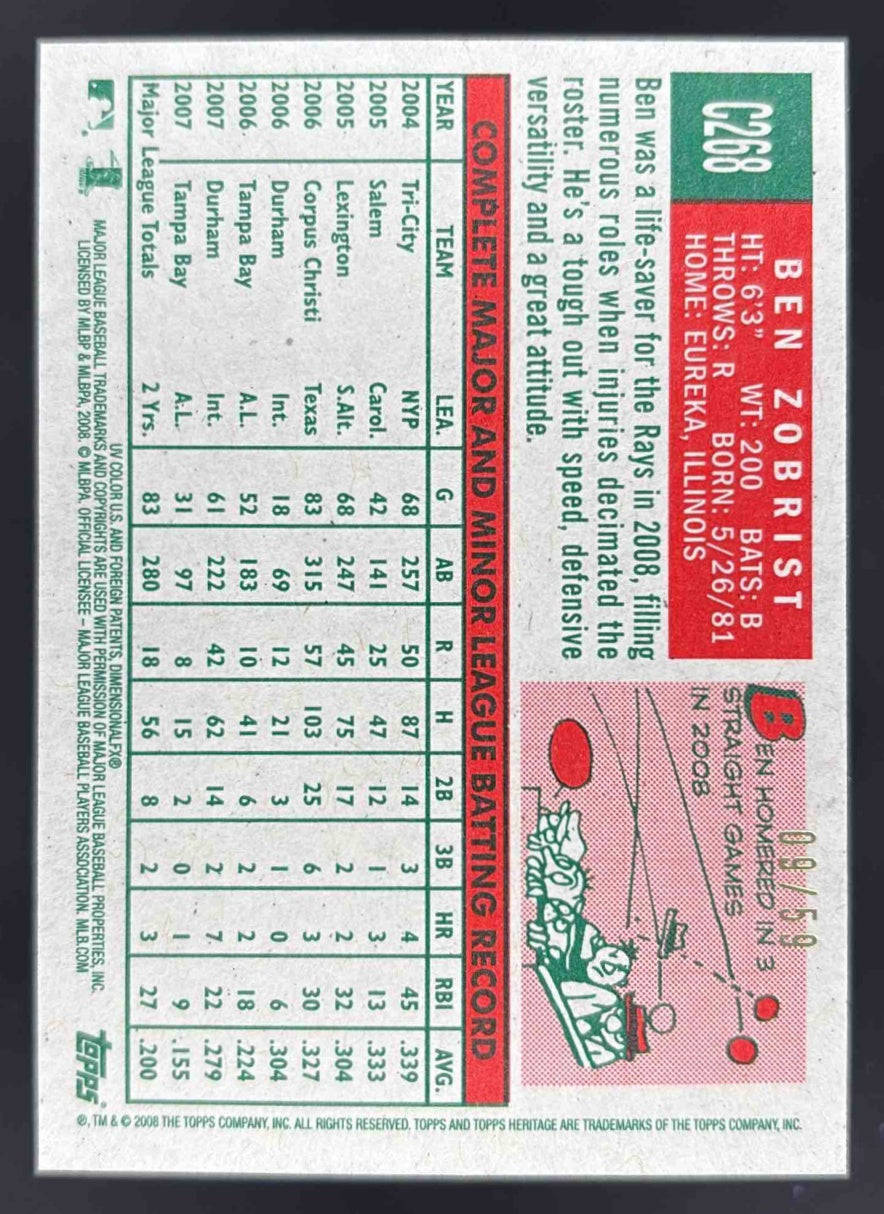 C268
BEN ZOBRIST
HT: 6'3" WT: 200 BATS: B
THROWS: R BORN: 5/26/81
HOME: EUREKA, ILLINOIS
Ben was a life-saver for the Rays in 2008, filling
numerous roles when injuries decimated the
roster. He's a tough out with speed, defensive
versatility and a great attitude.
09/59
BEN HOMERED IN 3
STRAIGHT GAMES
IN 2008
COMPLETE MAJOR AND MINOR LEAGUE BATTING RECORD
YEAR TEAM LEA. G AB R H 2B 3B HR RBI AVG.
2004 Tri-City NYP 68 257 50 87 14 3 4 45 .339
2005 Salem Carol. 42 141 25 47 12 1 3 13 .333
2005 Lexington S.Alt. 68 247 45 75 17 2 2 32 .304
2006 Corpus Christi Texas 83 315 57 103 25 6 3 30 .327
2006 Durham Int. 18 69 12 21 3 1 0 6 .304
2006 Tampa Bay A.L. 52 183 10 41 6 2 2 18 .224
2007 Durham Int. 61 222 42 62 14 2 7 22 .279
2007 Tampa Bay A.L. 31 97 8 15 2 0 1 9 .155
Major League Totals 2 Yrs. 83 280 18 56 8 2 3 27 .200
UV COLOR U.S. AND FOREIGN PATENTS, DIMENSIONALFX®
MAJOR LEAGUE BASEBALL TRADEMARKS AND COPYRIGHTS ARE USED WITH PERMISSION OF MAJOR LEAGUE BASEBALL PROPERTIES, INC.
LICENSED BY MLBP & MLBPA, 2008. © MLBPA, OFFICIAL LICENSEE – MAJOR LEAGUE BASEBALL PLAYERS ASSOCIATION. MLB.COM
topps®
®, TM & © 2008 THE TOPPS COMPANY, INC. ALL RIGHTS RESERVED. TOPPS AND TOPPS HERITAGE ARE TRADEMARKS OF THE TOPPS COMPANY, INC.